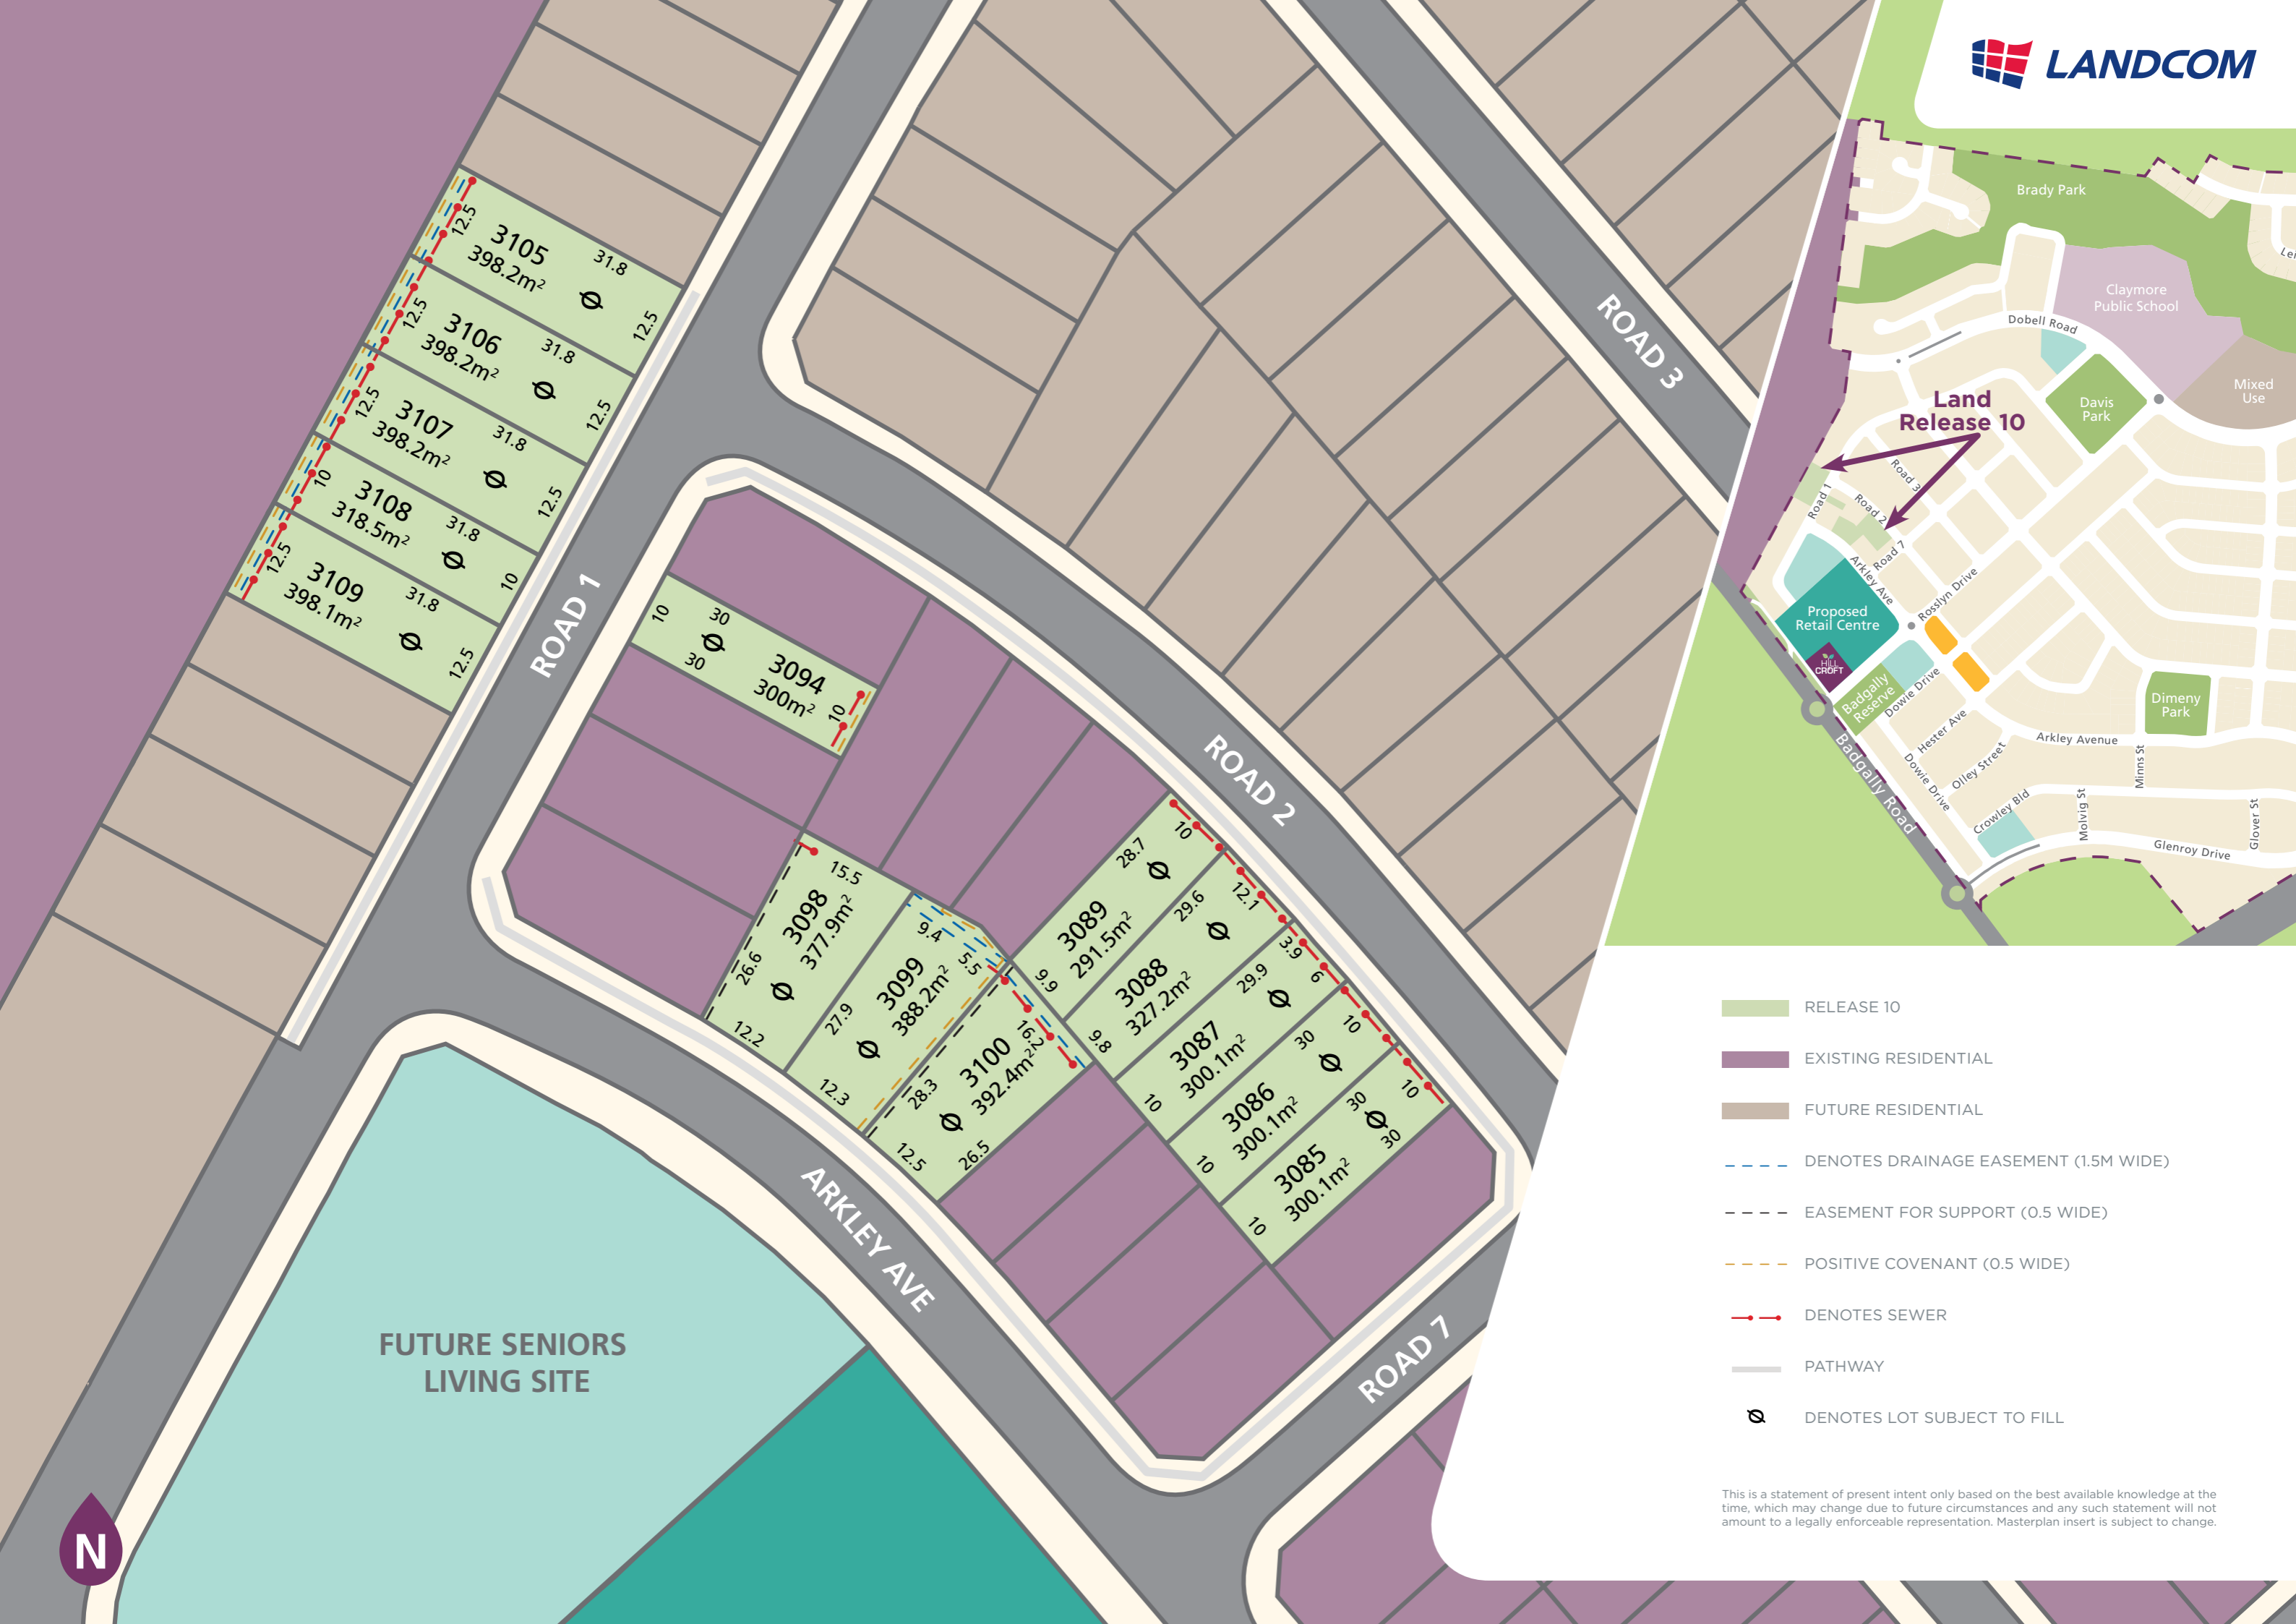 LANDCOM
3105
398.2m²
12.5
31.8
12.5
3106
398.2m²
12.5
31.8
12.5
3107
398.2m²
12.5
31.8
12.5
3108
318.5m²
10
31.8
10
3109
398.1m²
12.5
31.8
12.5
ROAD 1
ROAD 2
ROAD 3
10
30
30
3094
300m²
10
15.5
3098
377.9m²
26.6
12.2
9.4
5.5
3099
388.2m²
27.9
12.3
16.2
3100
392.4m²
28.3
12.5
26.5
10
28.7
3089
291.5m²
9.9
12.1
29.6
3088
327.2m²
9.8
3.9
6
29.9
3087
300.1m²
10
10
30
3086
300.1m²
10
10
30
30
3085
300.1m²
10
ARKLEY AVE
ROAD 7
FUTURE SENIORS
LIVING SITE
N
Brady Park
Claymore
Public School
Dobell Road
Mixed
Use
Davis
Park
Land
Release 10
Road 3
Road 1
Road 2
Road 7
Arkley Ave
Rosslyn Drive
Proposed
Retail Centre
HILL
CROFT
Badgally
Reserve
Dowie Drive
Hester Ave
Dimeny
Park
Arkley Avenue
Olley Street
Dowie Drive
Minns St
Badgally Road
Crowley Bld
Molvig St
Glover St
Glenroy Drive
RELEASE 10
EXISTING RESIDENTIAL
FUTURE RESIDENTIAL
DENOTES DRAINAGE EASEMENT (1.5M WIDE)
EASEMENT FOR SUPPORT (0.5 WIDE)
POSITIVE COVENANT (0.5 WIDE)
DENOTES SEWER
PATHWAY
DENOTES LOT SUBJECT TO FILL
This is a statement of present intent only based on the best available knowledge at the
time, which may change due to future circumstances and any such statement will not
amount to a legally enforceable representation. Masterplan insert is subject to change.